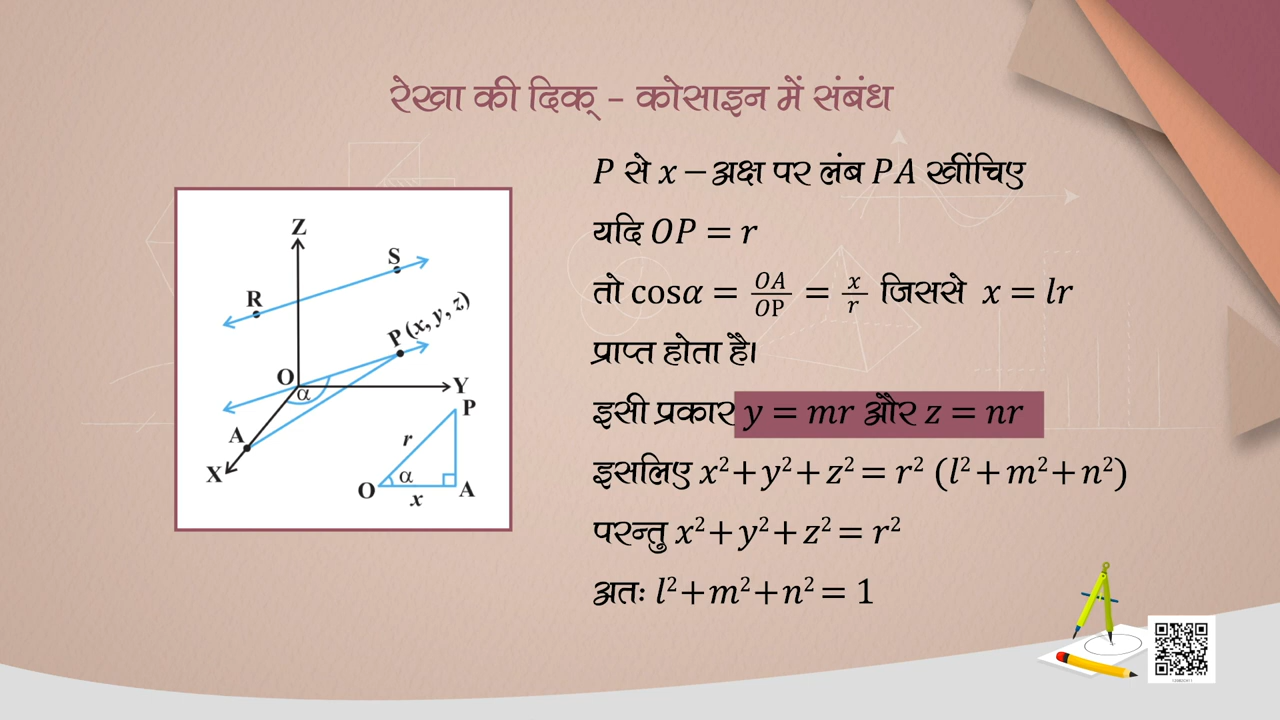 रेखा की दिक् – कोसाइन में संबंध
P से x – अक्ष पर लंब PA खींचिए
यदि OP = r
तो cosα = OA/OP = x/r जिससे x = lr
प्राप्त होता है।
इसी प्रकार y = mr और z = nr
इसलिए x²+y²+z² = r² (l²+m²+n²)
परन्तु x²+y²+z² = r²
अतः l²+m²+n² = 1
Z
S
R
P (x, y, z)
O
α
Y
A
X
P
r
α
O
x
A